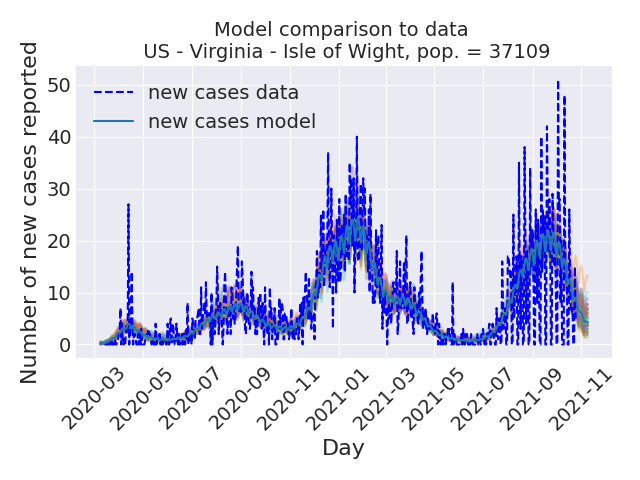 Model comparison to data
US - Virginia - Isle of Wight, pop. = 37109
Number of new cases reported
50
40
30
20
10
0
new cases data
new cases model
2020-03
2020-05
2020-07
2020-09
2020-11
2021-01
2021-03
2021-05
2021-07
2021-09
2021-11
Day